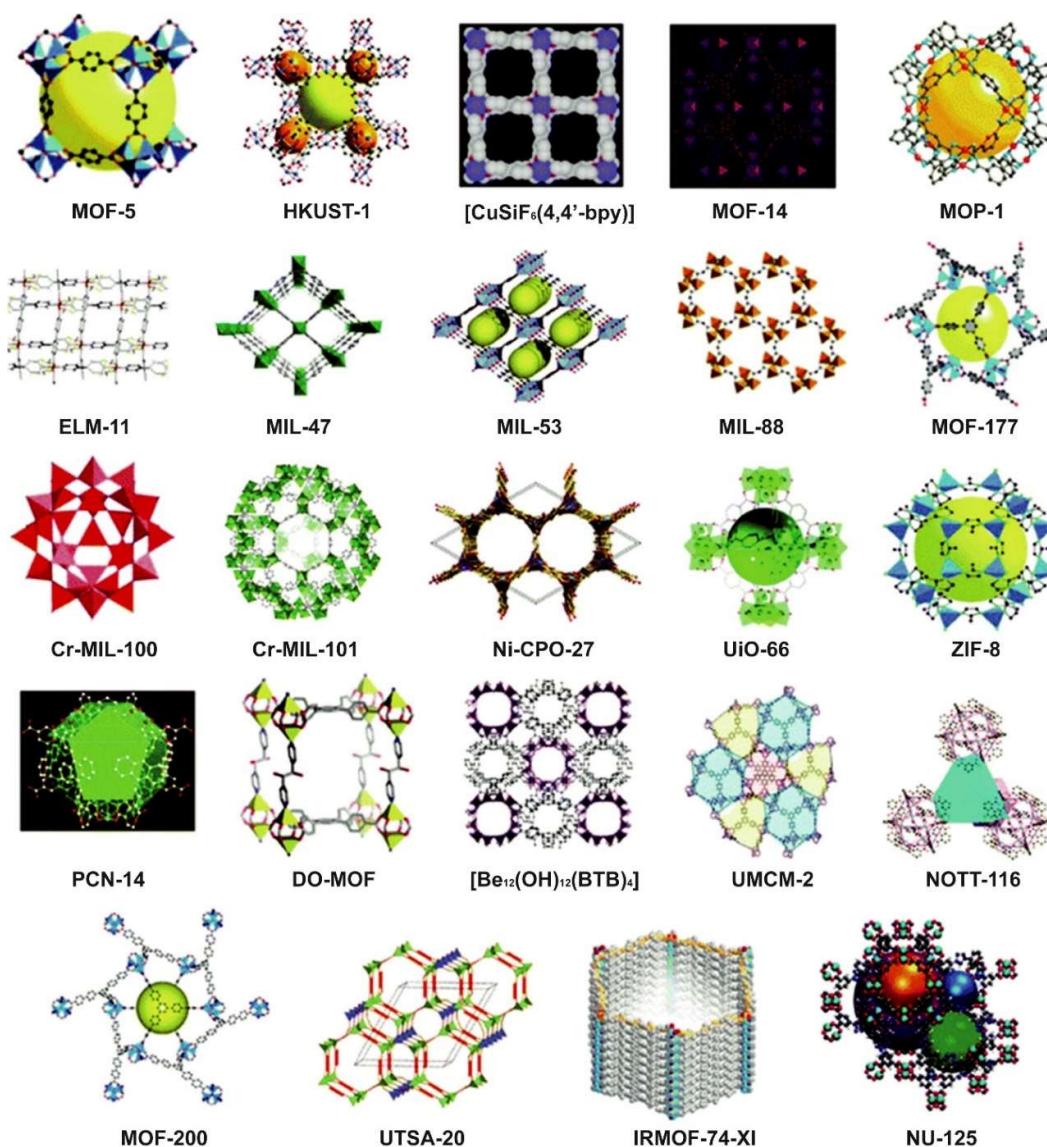 MOF-5 HKUST-1 [CuSiF₆(4,4’-bpy)] MOF-14 MOP-1
ELM-11 MIL-47 MIL-53 MIL-88 MOF-177
Cr-MIL-100 Cr-MIL-101 Ni-CPO-27 UiO-66 ZIF-8
PCN-14 DO-MOF [Be₁₂(OH)₁₂(BTB)₄] UMCM-2 NOTT-116
MOF-200 UTSA-20 IRMOF-74-XI NU-125